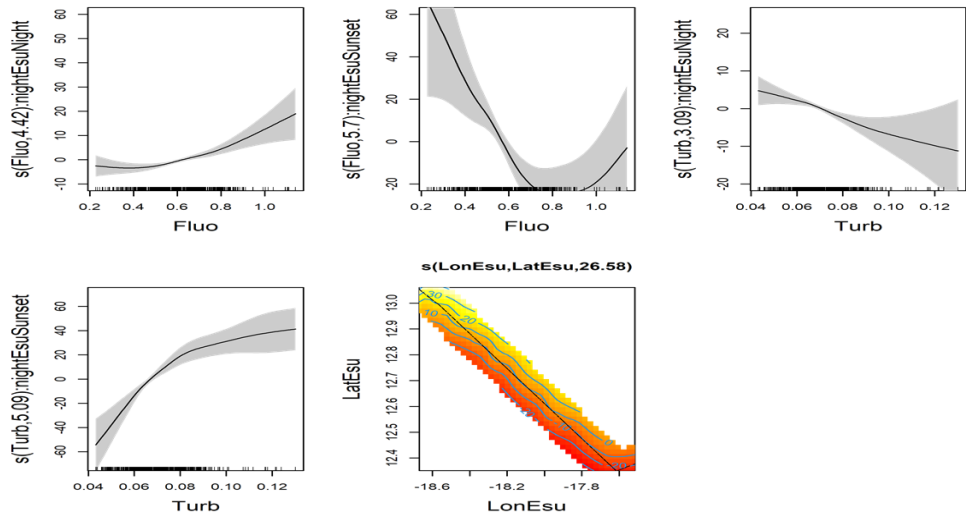 s(Fluo,4.42):nightEsuNight
60
50
40
30
20
10
0
-10
0.2 0.4 0.6 0.8 1.0
Fluo
s(Fluo,5.7):nightEsuSunset
60
40
20
0
-20
0.2 0.4 0.6 0.8 1.0
Fluo
s(Turb,3.09):nightEsuNight
20
10
0
-10
-20
0.04 0.06 0.08 0.10 0.12
Turb
s(Turb,5.09):nightEsuSunset
60
40
20
0
-20
-40
-60
0.04 0.06 0.08 0.10 0.12
Turb
s(LonEsu,LatEsu,26.58)
LatEsu
13.0
12.9
12.8
12.7
12.6
12.5
12.4
30
20
10
0
-18.6 -18.2 -17.8
LonEsu